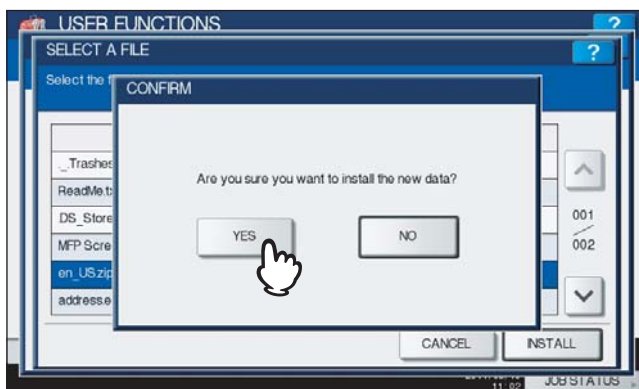 USER FUNCTIONS
?
SELECT A FILE
?
Select the f
CONFIRM
._Trashes
ReadMe.t
DS_Store
MFP Scre
en_US.zip
address.e
Are you sure you want to install the new data?
YES
NO
001
002
CANCEL
INSTALL
JOB STATUS